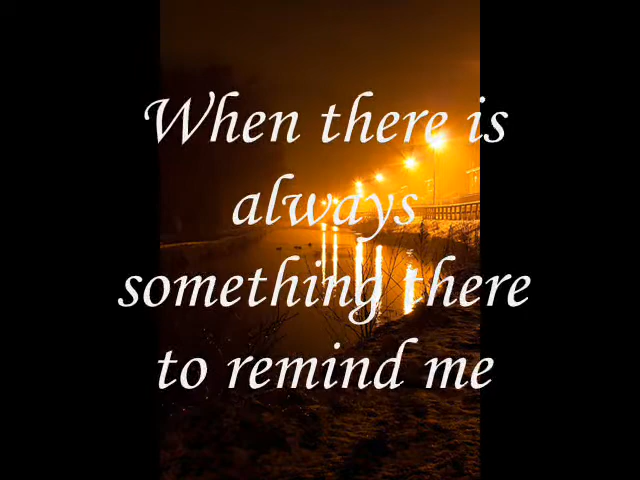 When there is
always
something there
to remind me